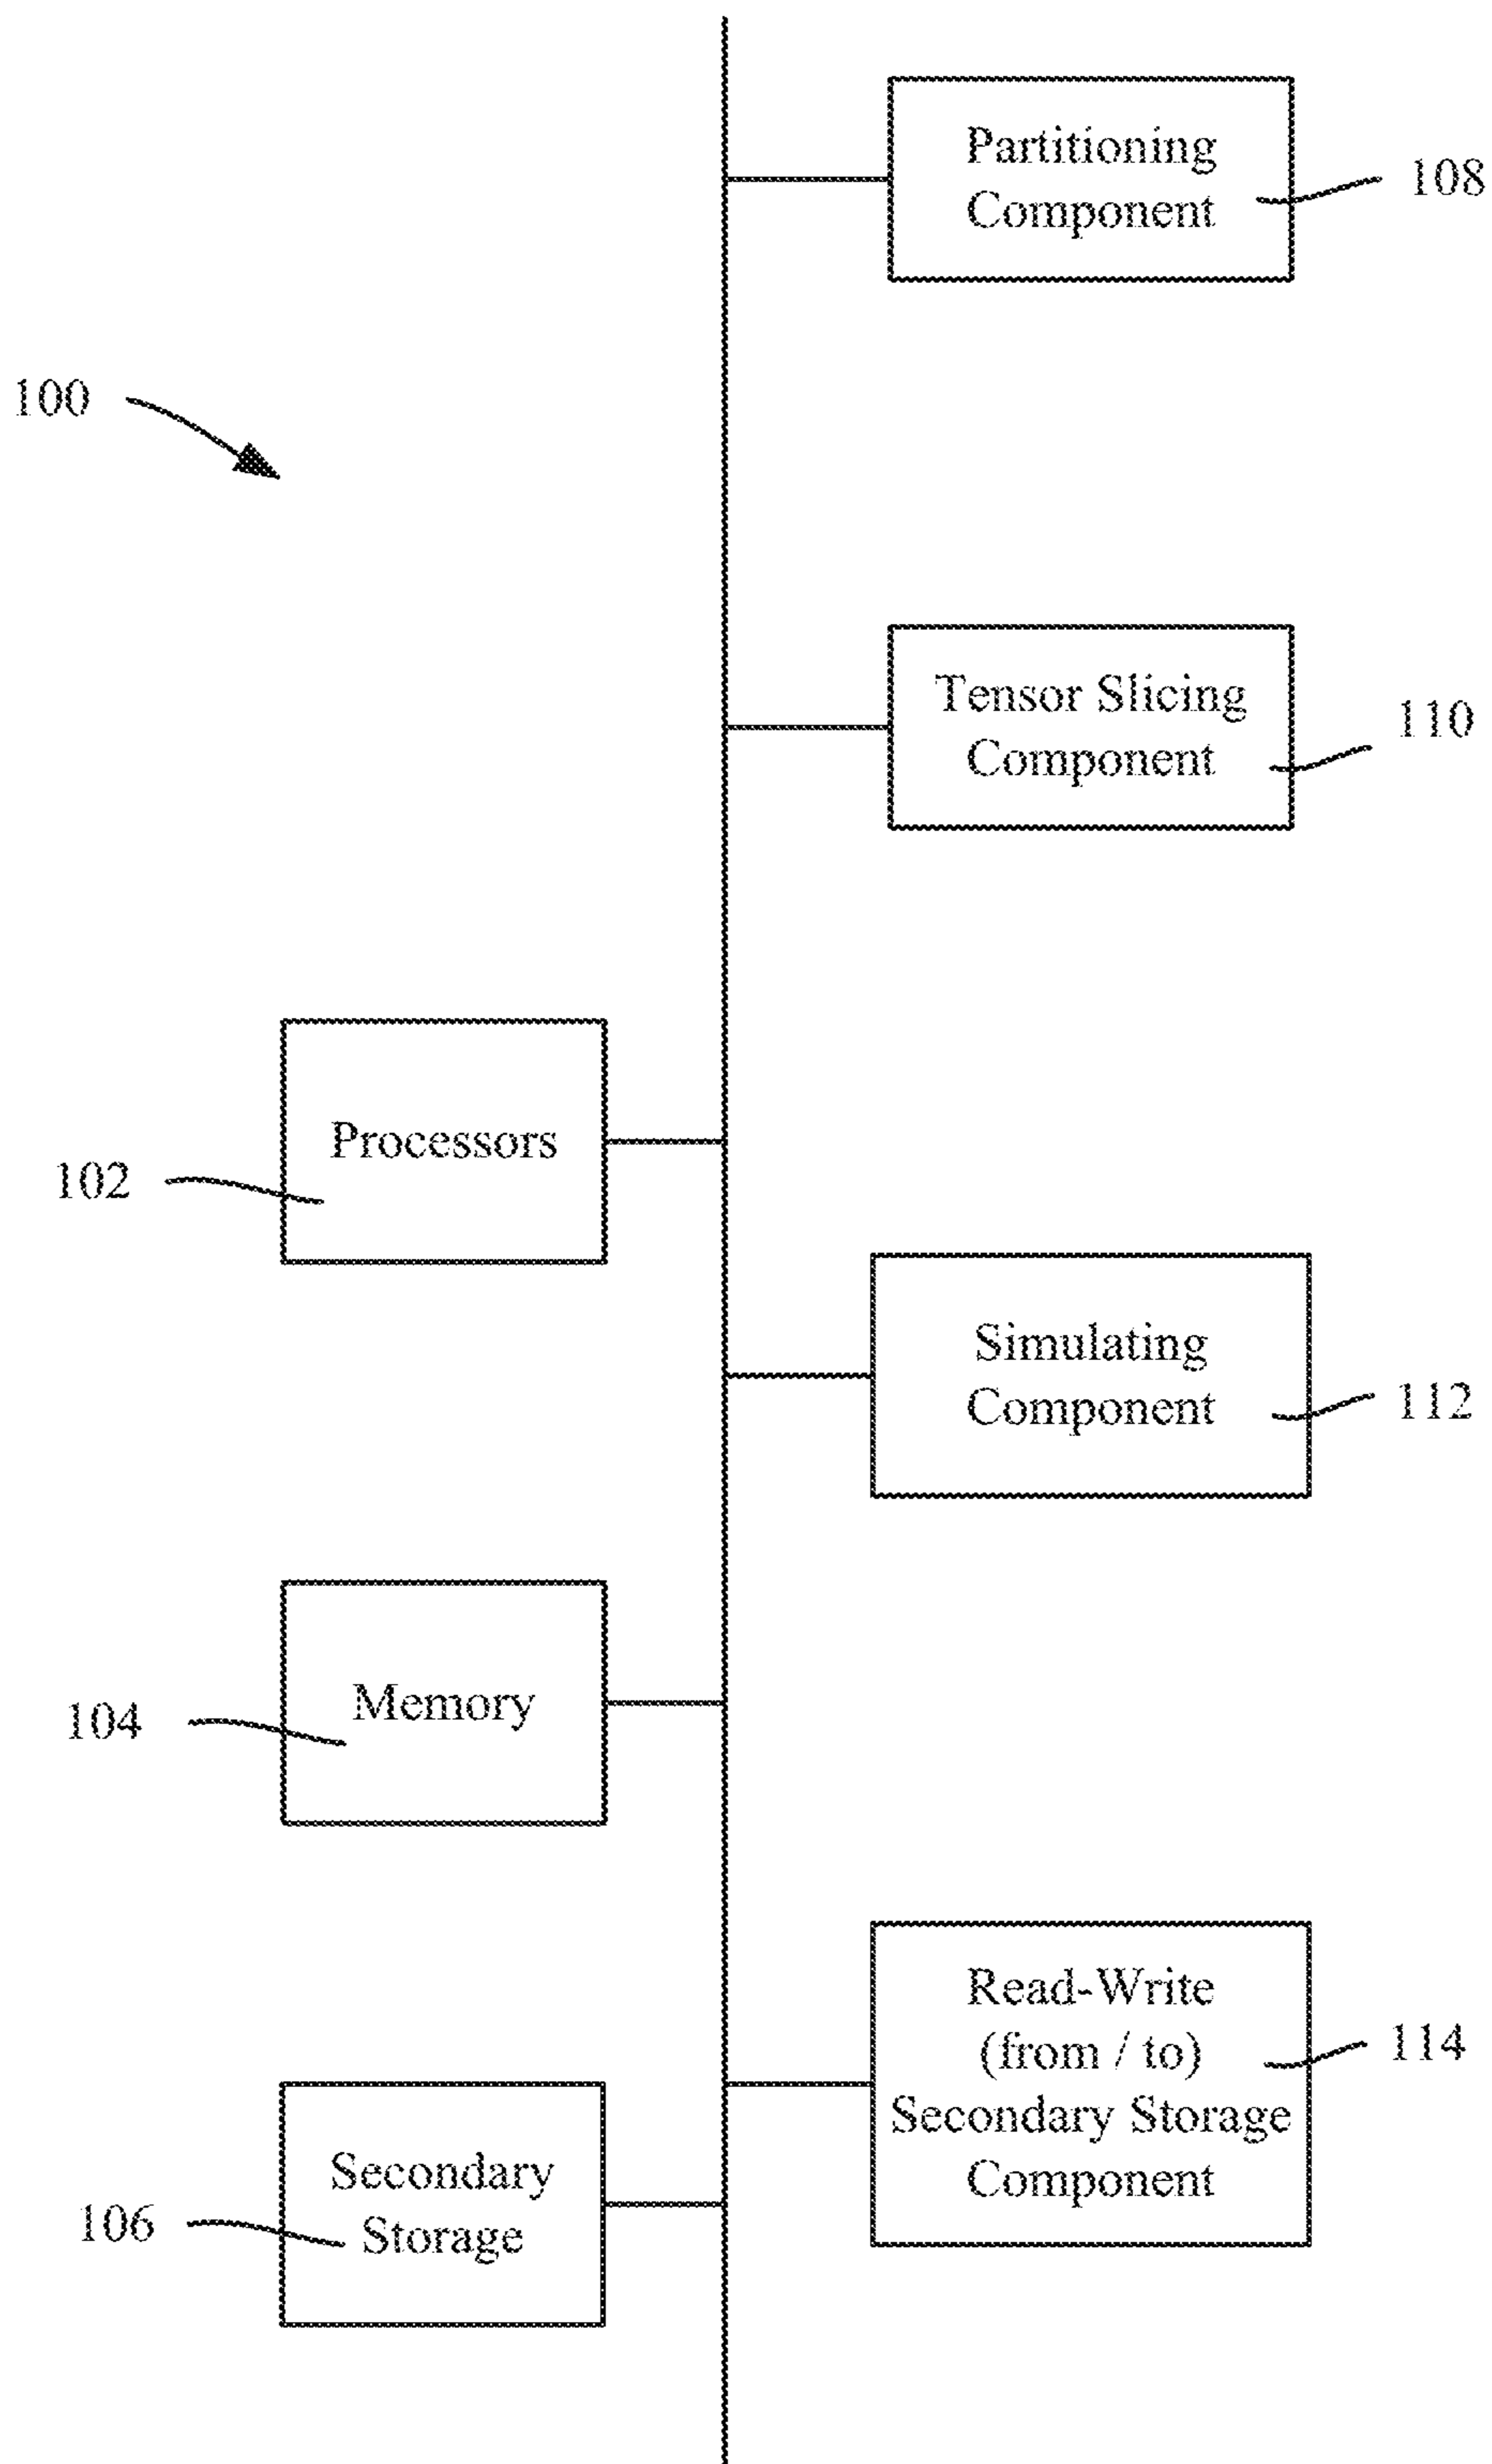 Partitioning
Component
108
100
Tensor Slicing
Component
110
Processors
102
Simulating
Component
112
Memory
104
Read-Write
(from / to)
Secondary Storage
Component
114
Secondary
Storage
106